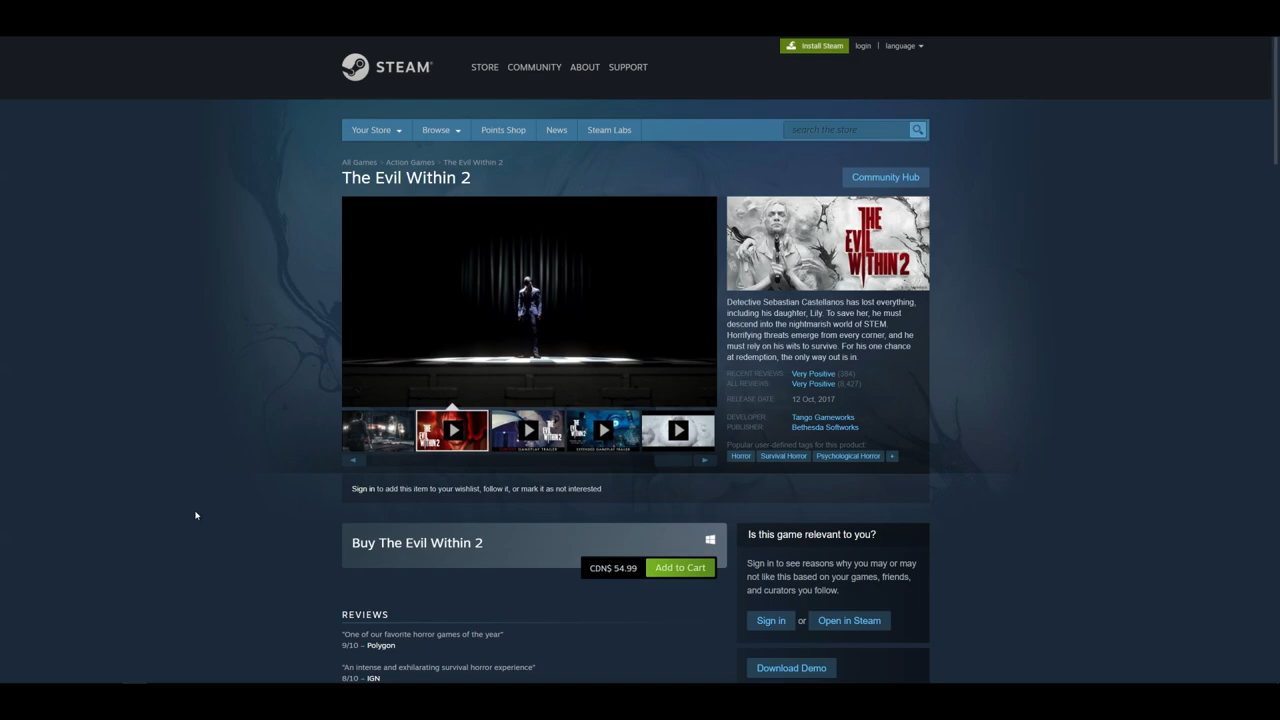 Install Steam
login | language
STEAM
STORE COMMUNITY ABOUT SUPPORT
Your Store Browse Points Shop News Steam Labs
search the store
All Games > Action Games > The Evil Within 2
The Evil Within 2
Community Hub
THE
EVIL
WITHIN 2
Detective Sebastian Castellanos has lost everything,
including his daughter, Lily. To save her, he must
descend into the nightmarish world of STEM.
Horrifying threats emerge from every corner, and he
must rely on his wits to survive. For his one chance
at redemption, the only way out is in.
RECENT REVIEWS: Very Positive (384)
ALL REVIEWS: Very Positive (8,427)
RELEASE DATE: 12 Oct, 2017
DEVELOPER: Tango Gameworks
PUBLISHER: Bethesda Softworks
Popular user-defined tags for this product:
Horror Survival Horror Psychological Horror +
GAMEPLAY TRAILER
EXTENDED GAMEPLAY TRAILER
Sign in to add this item to your wishlist, follow it, or mark it as not interested
Buy The Evil Within 2
CDN$ 54.99 Add to Cart
Is this game relevant to you?
Sign in to see reasons why you may or may
not like this based on your games, friends,
and curators you follow.
Sign in or Open in Steam
Download Demo
REVIEWS
"One of our favorite horror games of the year"
9/10 – Polygon
"An intense and exhilarating survival horror experience"
8/10 – IGN